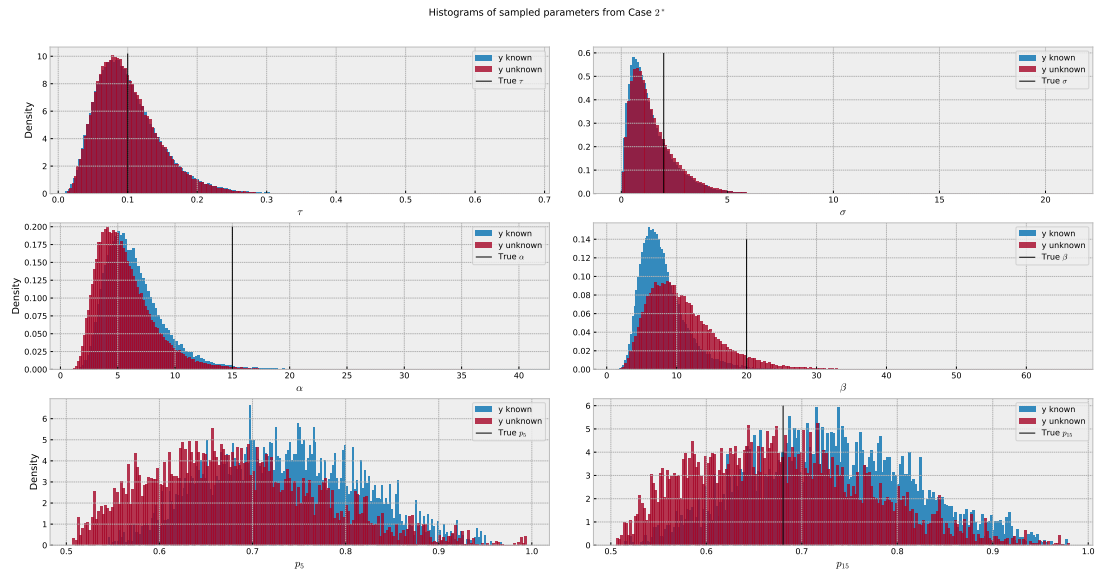 Histograms of sampled parameters from Case 2*
y known
y unknown
True τ
Density
10
8
6
4
2
0
0.0 0.1 0.2 0.3 0.4 0.5 0.6 0.7
τ
y known
y unknown
True σ
0.6
0.5
0.4
0.3
0.2
0.1
0.0
0 5 10 15 20
σ
y known
y unknown
True α
Density
0.200
0.175
0.150
0.125
0.100
0.075
0.050
0.025
0.000
0 5 10 15 20 25 30 35 40
α
y known
y unknown
True β
0.14
0.12
0.10
0.08
0.06
0.04
0.02
0.00
0 10 20 30 40 50 60
β
y known
y unknown
True p5
Density
6
5
4
3
2
1
0
0.5 0.6 0.7 0.8 0.9 1.0
p5
y known
y unknown
True p15
6
5
4
3
2
1
0
0.5 0.6 0.7 0.8 0.9 1.0
p15